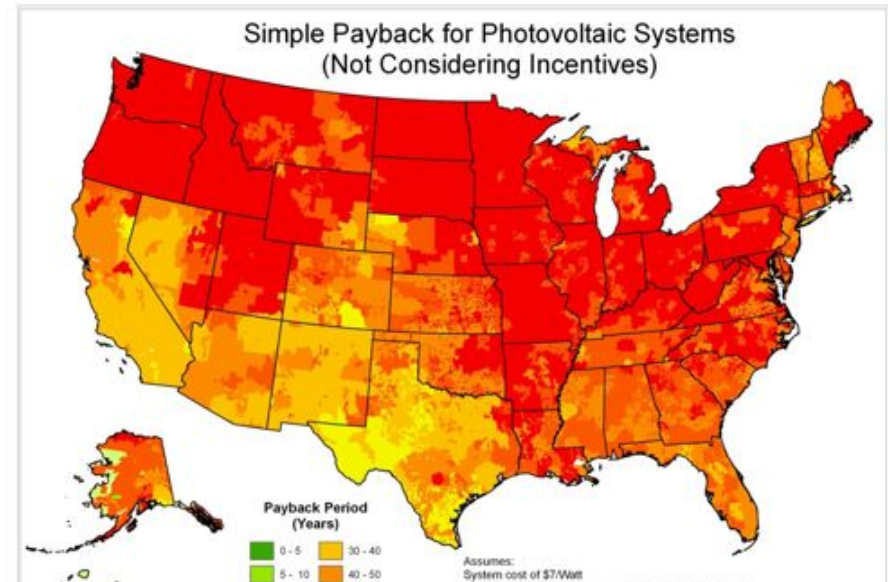 Simple Payback for Photovoltaic Systems
(Not Considering Incentives)
Payback Period
(Years)
0 - 5
30 - 40
5 - 10
40 - 50
Assumes:
System cost of $7/Watt